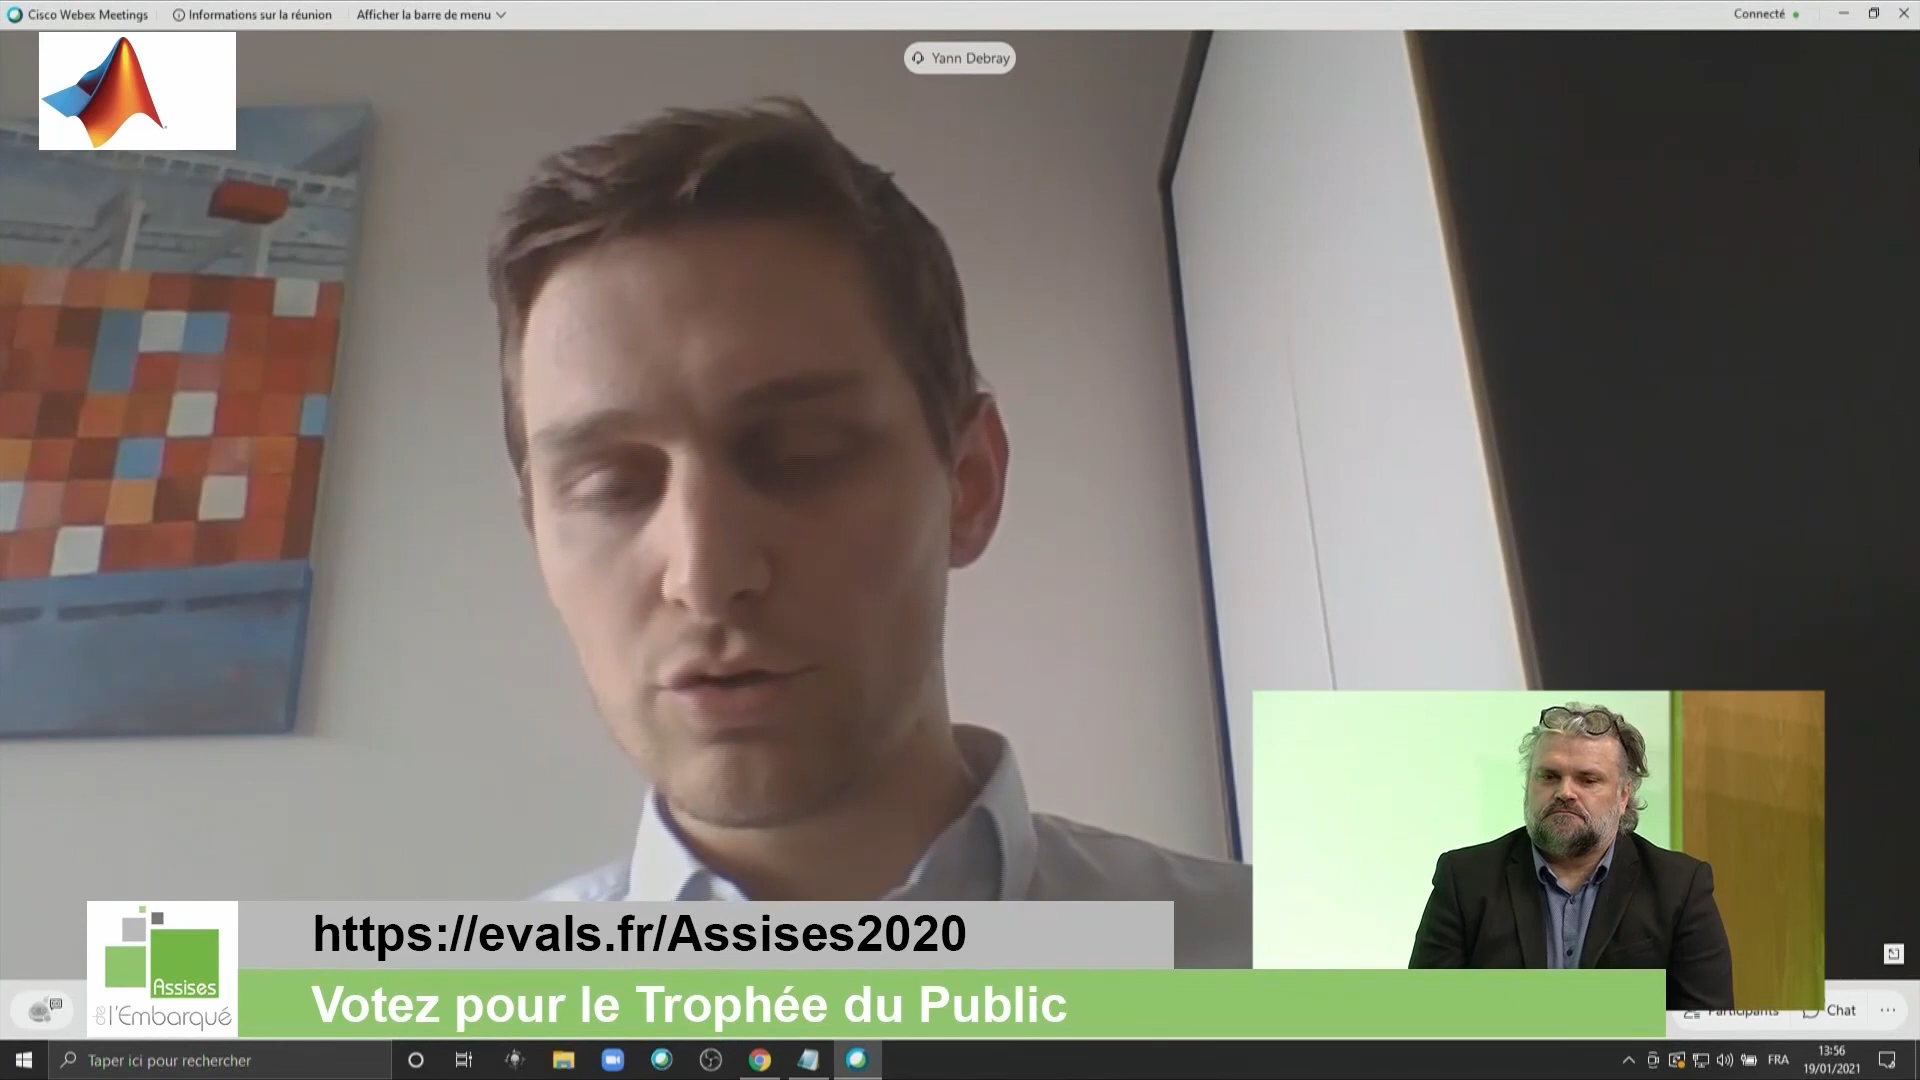 Cisco Webex Meetings
Informations sur la réunion
Afficher la barre de menu
Connecté
Yann Debray
https://evals.fr/Assises2020
Votez pour le Trophée du Public
Assises
de l'Embarqué
Participants
Chat
Taper ici pour rechercher
FRA
13:56
19/01/2021